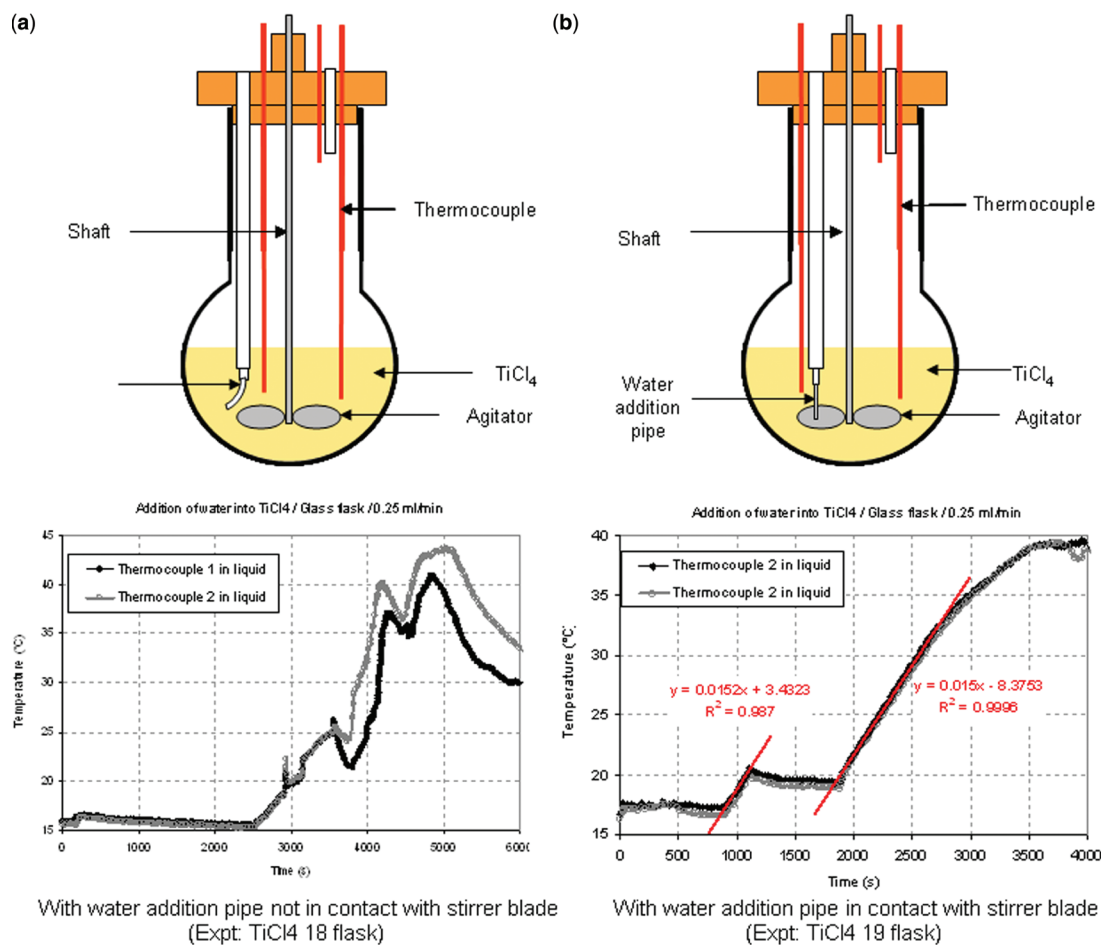 (a)
Shaft
Thermocouple
TiCl4
Agitator
Addition of water into TiCl4 / Glass flask / 0.25 ml/min
45
40
35
30
25
20
15
Temperature (°C)
Thermocouple 1 in liquid
Thermocouple 2 in liquid
0
1000
2000
3000
4000
5000
6000
Time (s)
With water addition pipe not in contact with stirrer blade
(Expt: TiCl4 18 flask)
(b)
Shaft
Thermocouple
Water
addition
pipe
TiCl4
Agitator
Addition of water into TiCl4 / Glass flask / 0.25 ml/min
40
35
30
25
20
15
Temperature (°C)
Thermocouple 2 in liquid
Thermocouple 2 in liquid
y = 0.0152x + 3.4323
R2 = 0.987
y = 0.015x - 8.3753
R2 = 0.9996
0
500
1000
1500
2000
2500
3000
3500
4000
Time (s)
With water addition pipe in contact with stirrer blade
(Expt: TiCl4 19 flask)